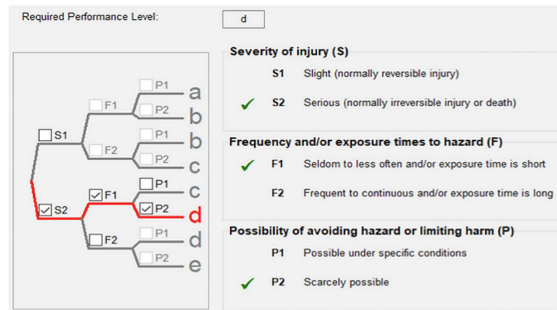 Required Performance Level: d
Severity of injury (S)
S1 Slight (normally reversible injury)
S2 Serious (normally irreversible injury or death)
Frequency and/or exposure times to hazard (F)
F1 Seldom to less often and/or exposure time is short
F2 Frequent to continuous and/or exposure time is long
Possibility of avoiding hazard or limiting harm (P)
P1 Possible under specific conditions
P2 Scarcely possible
P1 a
F1
P2 b
S1
P1 b
F2
P2 c
P1 c
F1
P2 d
S2
P1 d
F2
P2 e